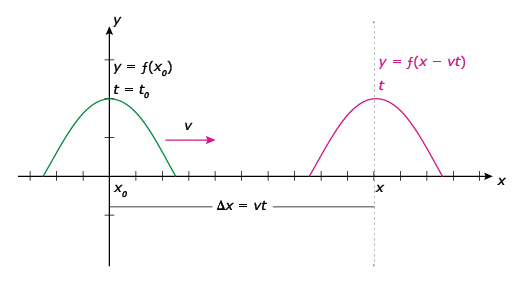 y
y = f(x₀)
t = t₀
y = f(x − vt)
t
v
x₀
x
x
Δx = vt